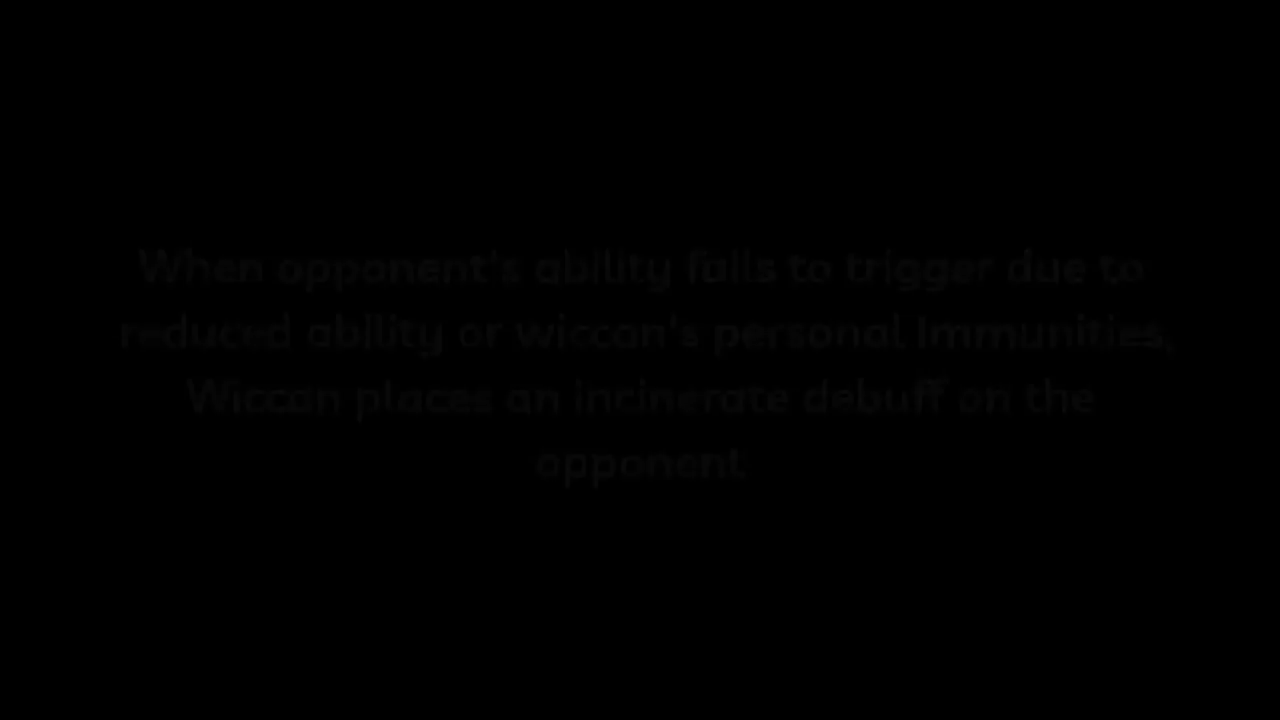 When opponent's ability fails to trigger due to
reduced ability or wiccan's personal Immunities,
Wiccan places an incinerate debuff on the
opponent